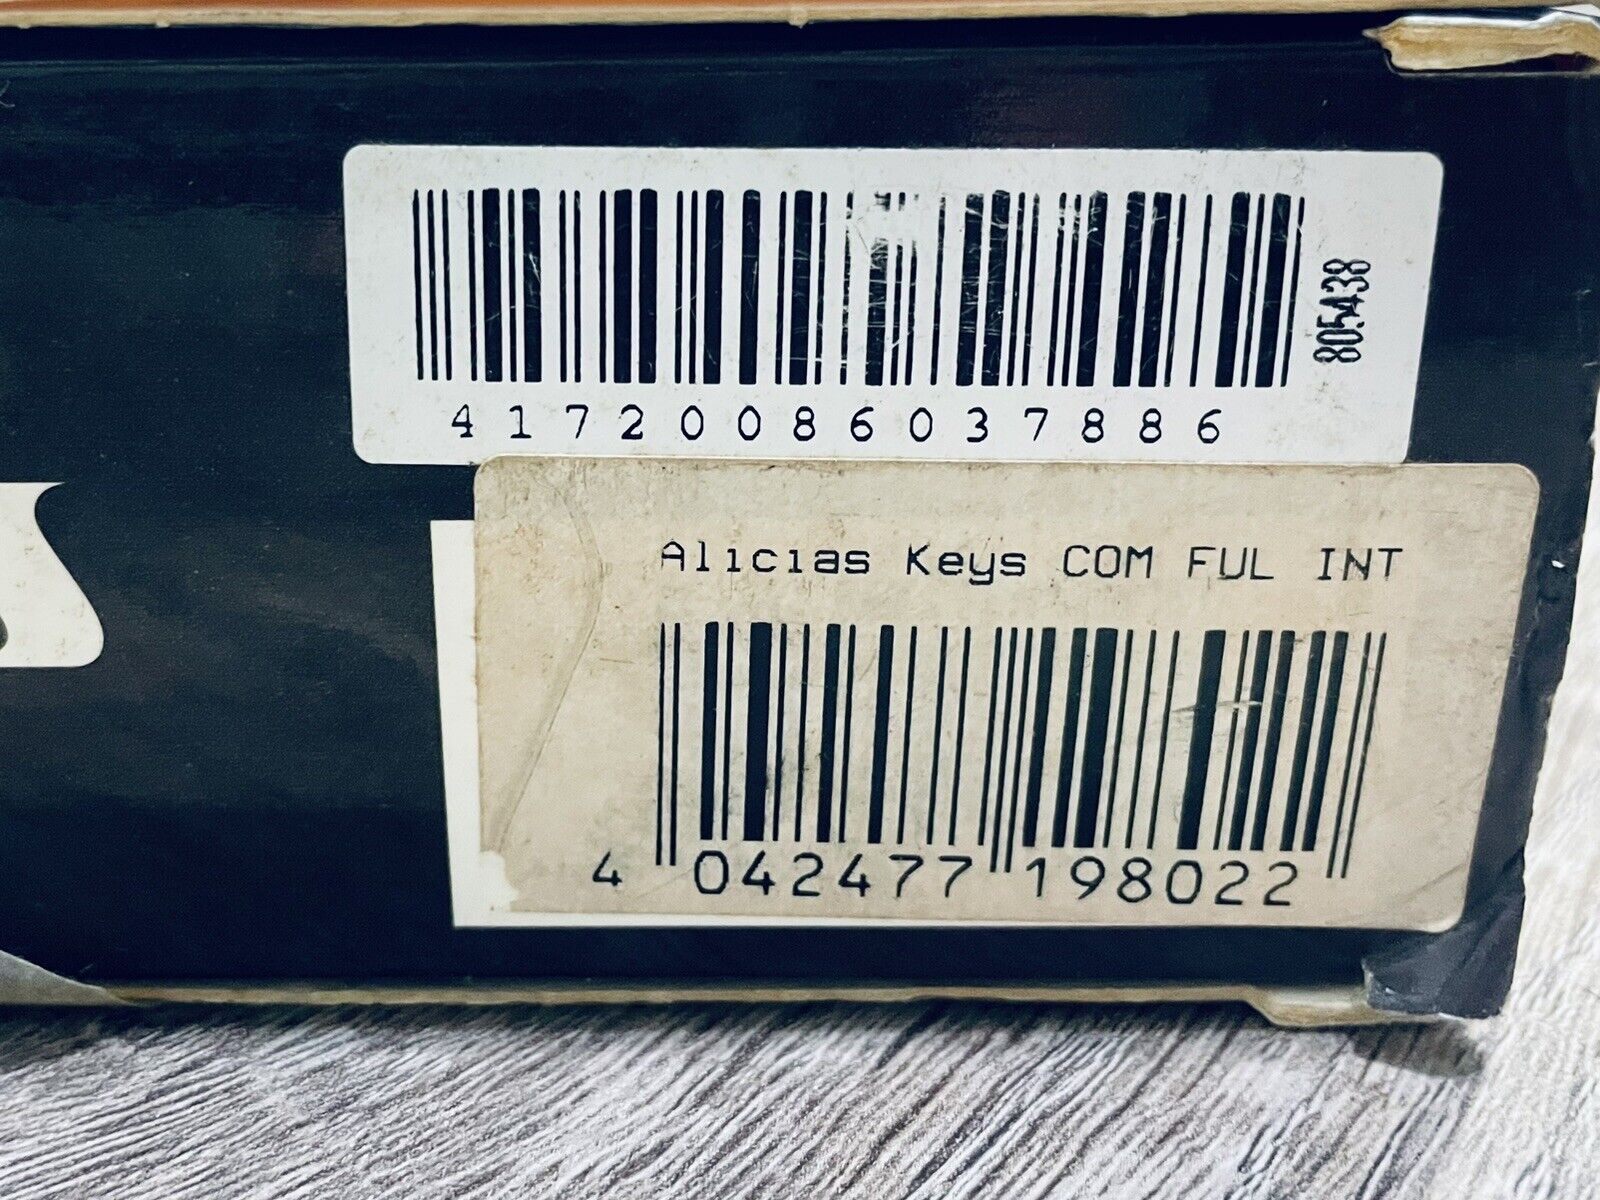 41720086037886
805438
Alicias Keys COM FUL INT
4 042477 198022